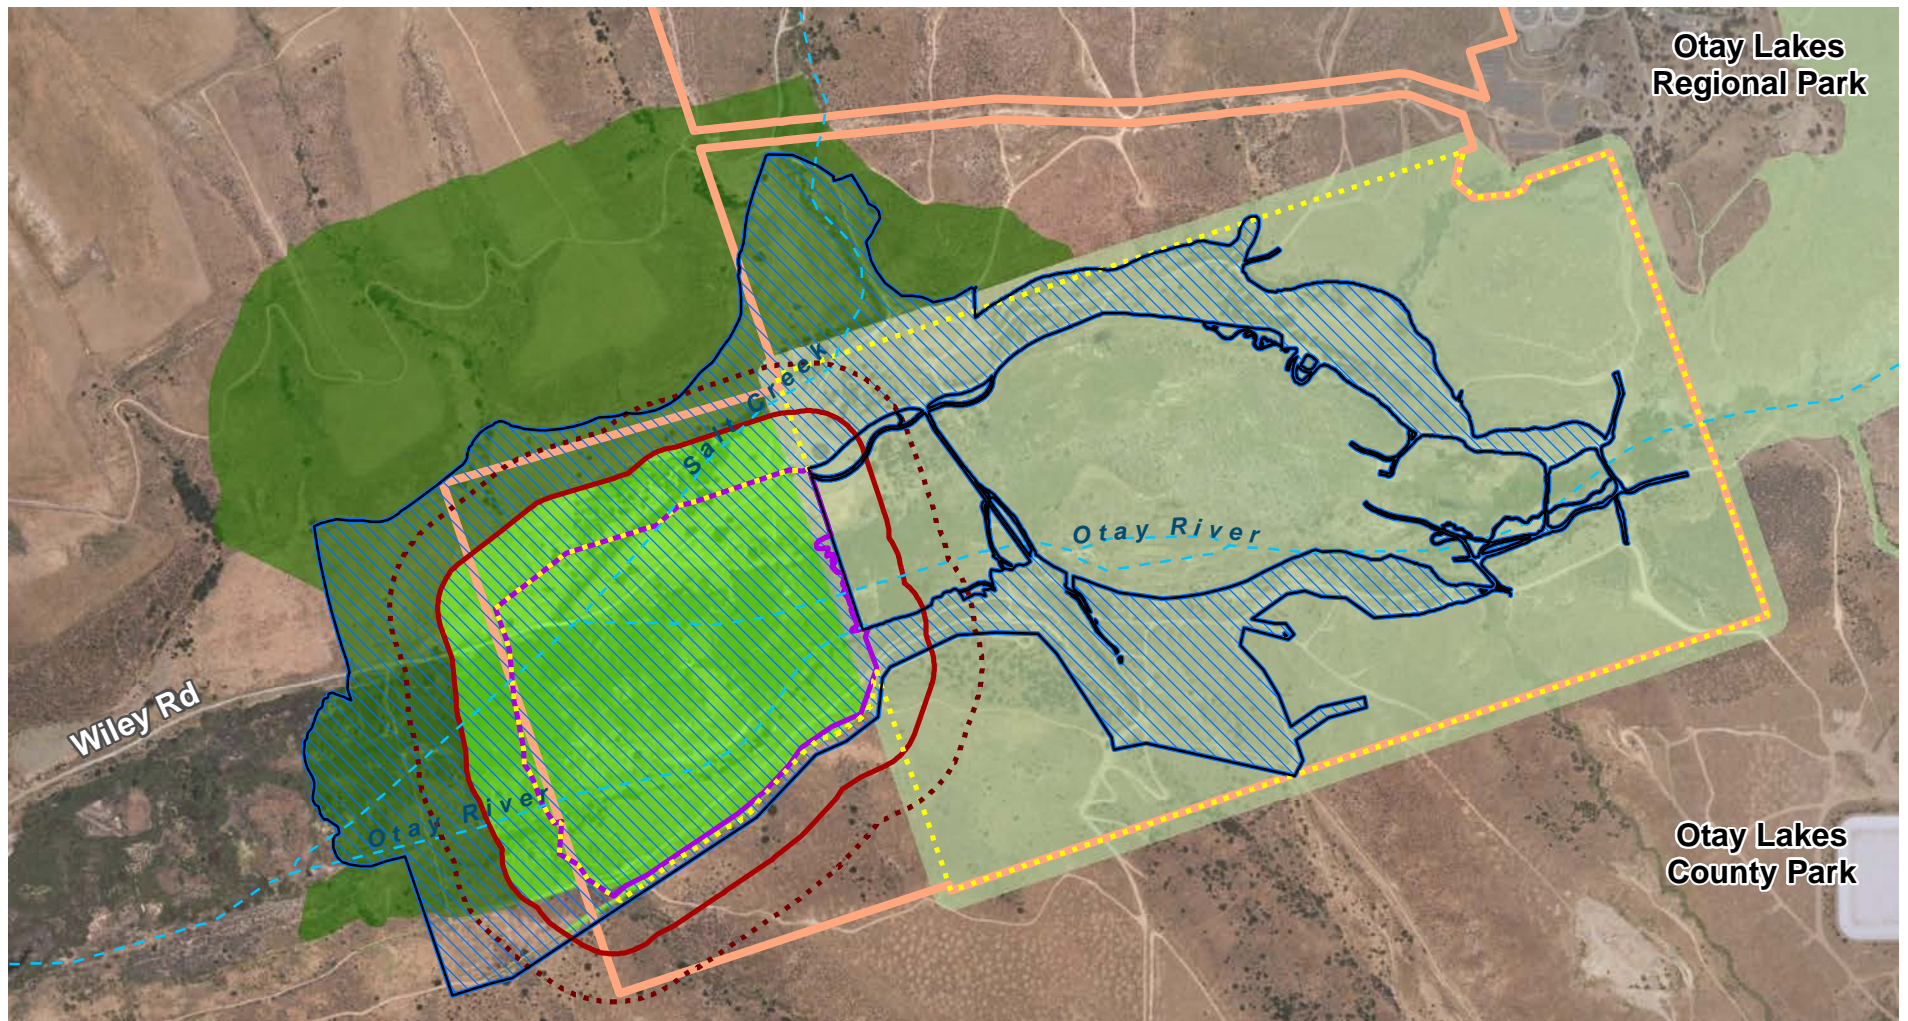 Otay Lakes
Regional Park
Salt Creek
Otay River
Wiley Rd
Otay River
Otay Lakes
County Park